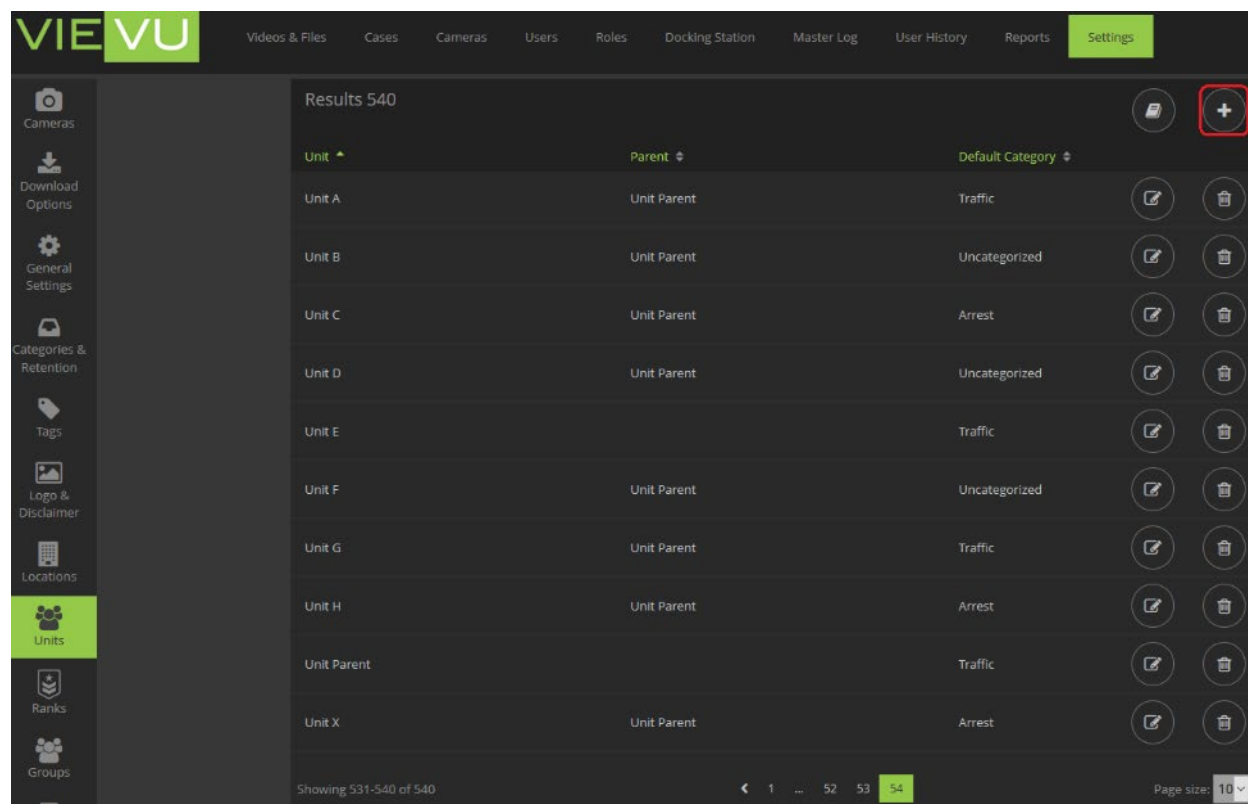 VIEVU
Videos & Files Cases Cameras Users Roles Docking Station Master Log User History Reports Settings
Cameras
Download
Options
General
Settings
Categories &
Retention
Tags
Logo &
Disclaimer
Locations
Units
Ranks
Groups
Results 540
Unit Parent Default Category
Unit A Unit Parent Traffic
Unit B Unit Parent Uncategorized
Unit C Unit Parent Arrest
Unit D Unit Parent Uncategorized
Unit E Traffic
Unit F Unit Parent Uncategorized
Unit G Unit Parent Traffic
Unit H Unit Parent Arrest
Unit Parent Traffic
Unit X Unit Parent Arrest
Showing 531-540 of 540 1 ... 52 53 54 Page size: 10